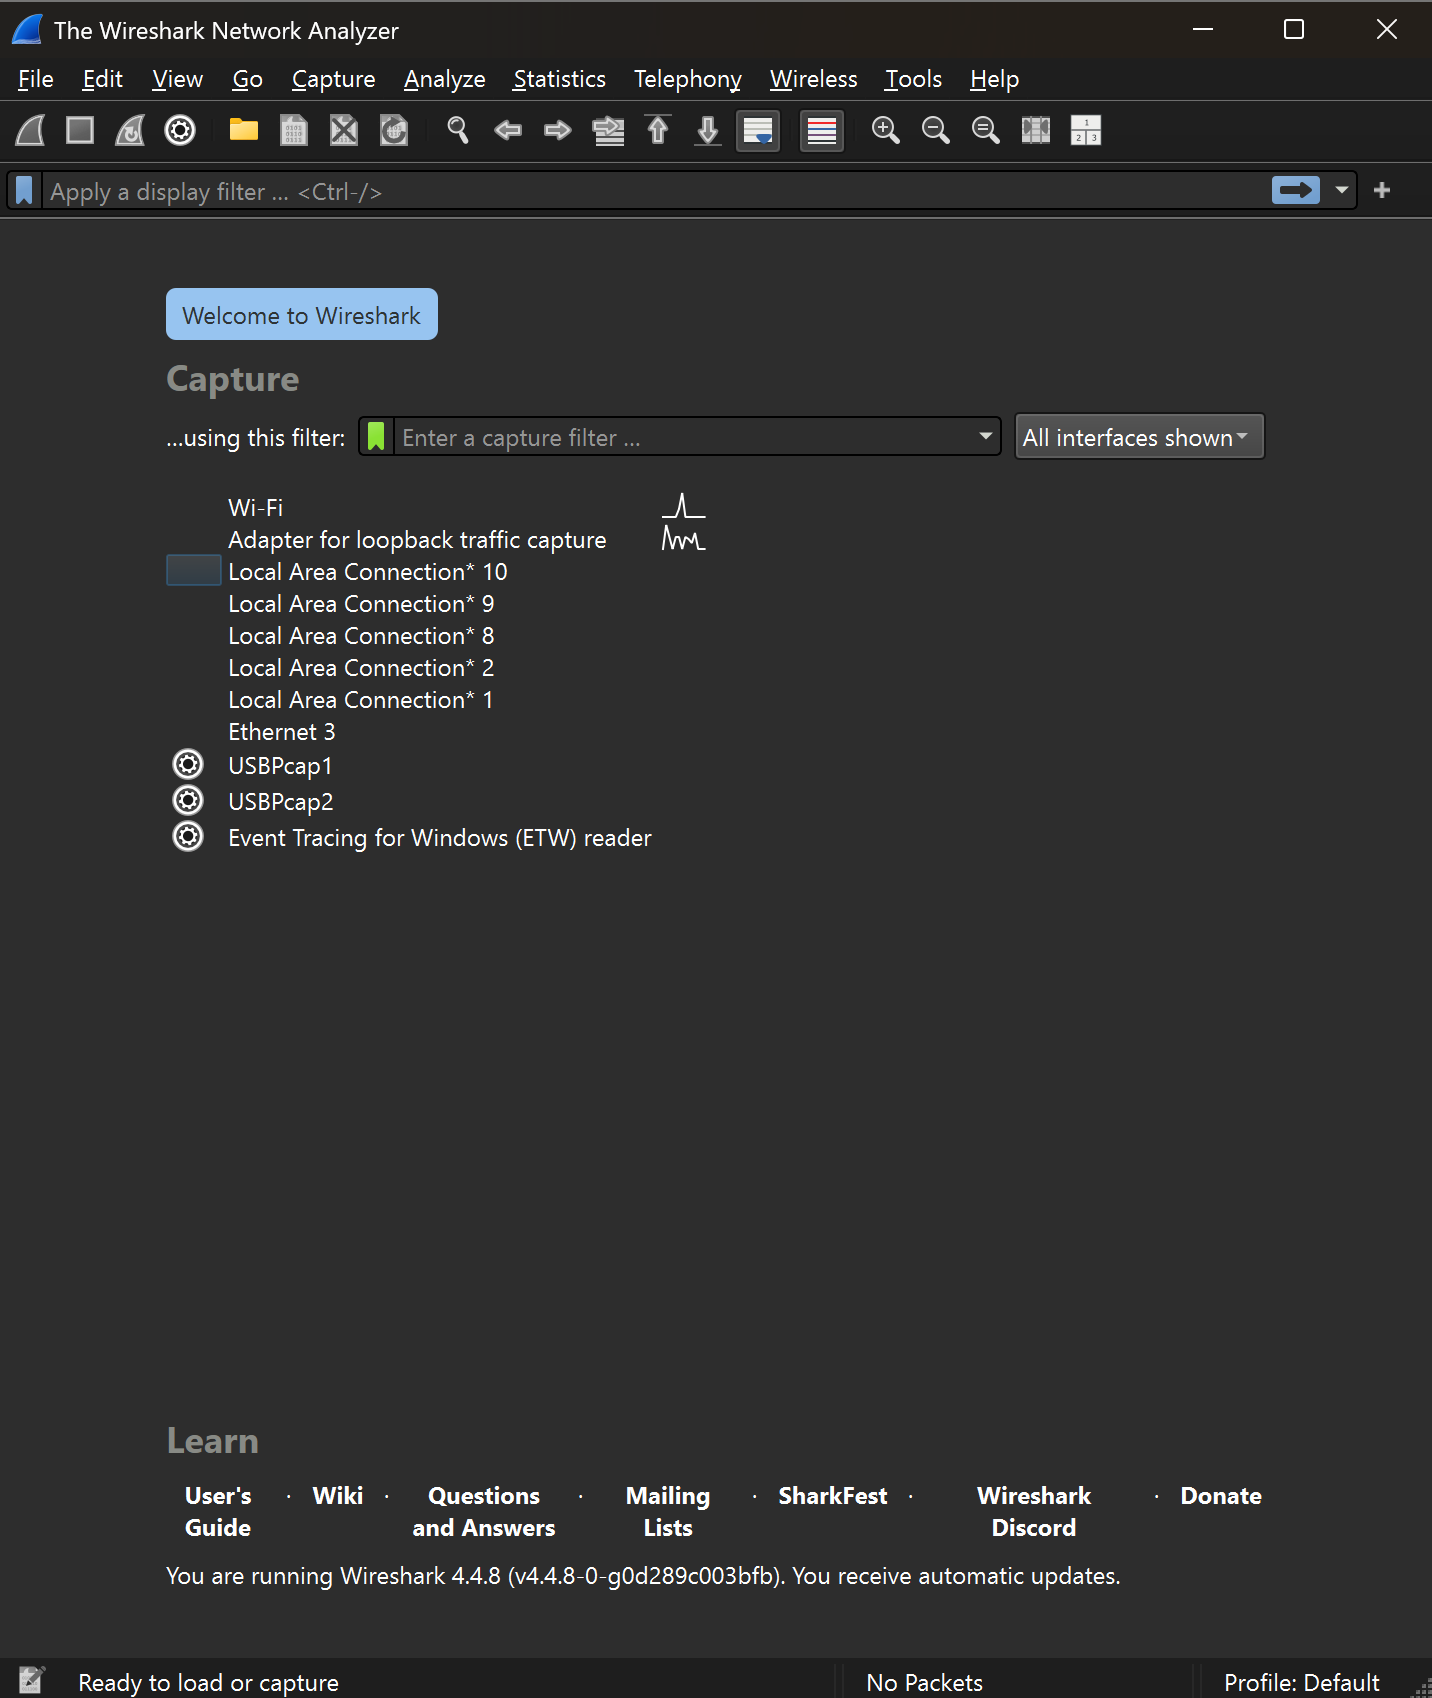 The Wireshark Network Analyzer
File Edit View Go Capture Analyze Statistics Telephony Wireless Tools Help
Apply a display filter ... <Ctrl-/>
Welcome to Wireshark
Capture
...using this filter: Enter a capture filter ... All interfaces shown
Wi-Fi
Adapter for loopback traffic capture
Local Area Connection* 10
Local Area Connection* 9
Local Area Connection* 8
Local Area Connection* 2
Local Area Connection* 1
Ethernet 3
USBPcap1
USBPcap2
Event Tracing for Windows (ETW) reader
Learn
User's Guide · Wiki · Questions and Answers · Mailing Lists · SharkFest · Wireshark Discord · Donate
You are running Wireshark 4.4.8 (v4.4.8-0-g0d289c003bfb). You receive automatic updates.
Ready to load or capture No Packets Profile: Default